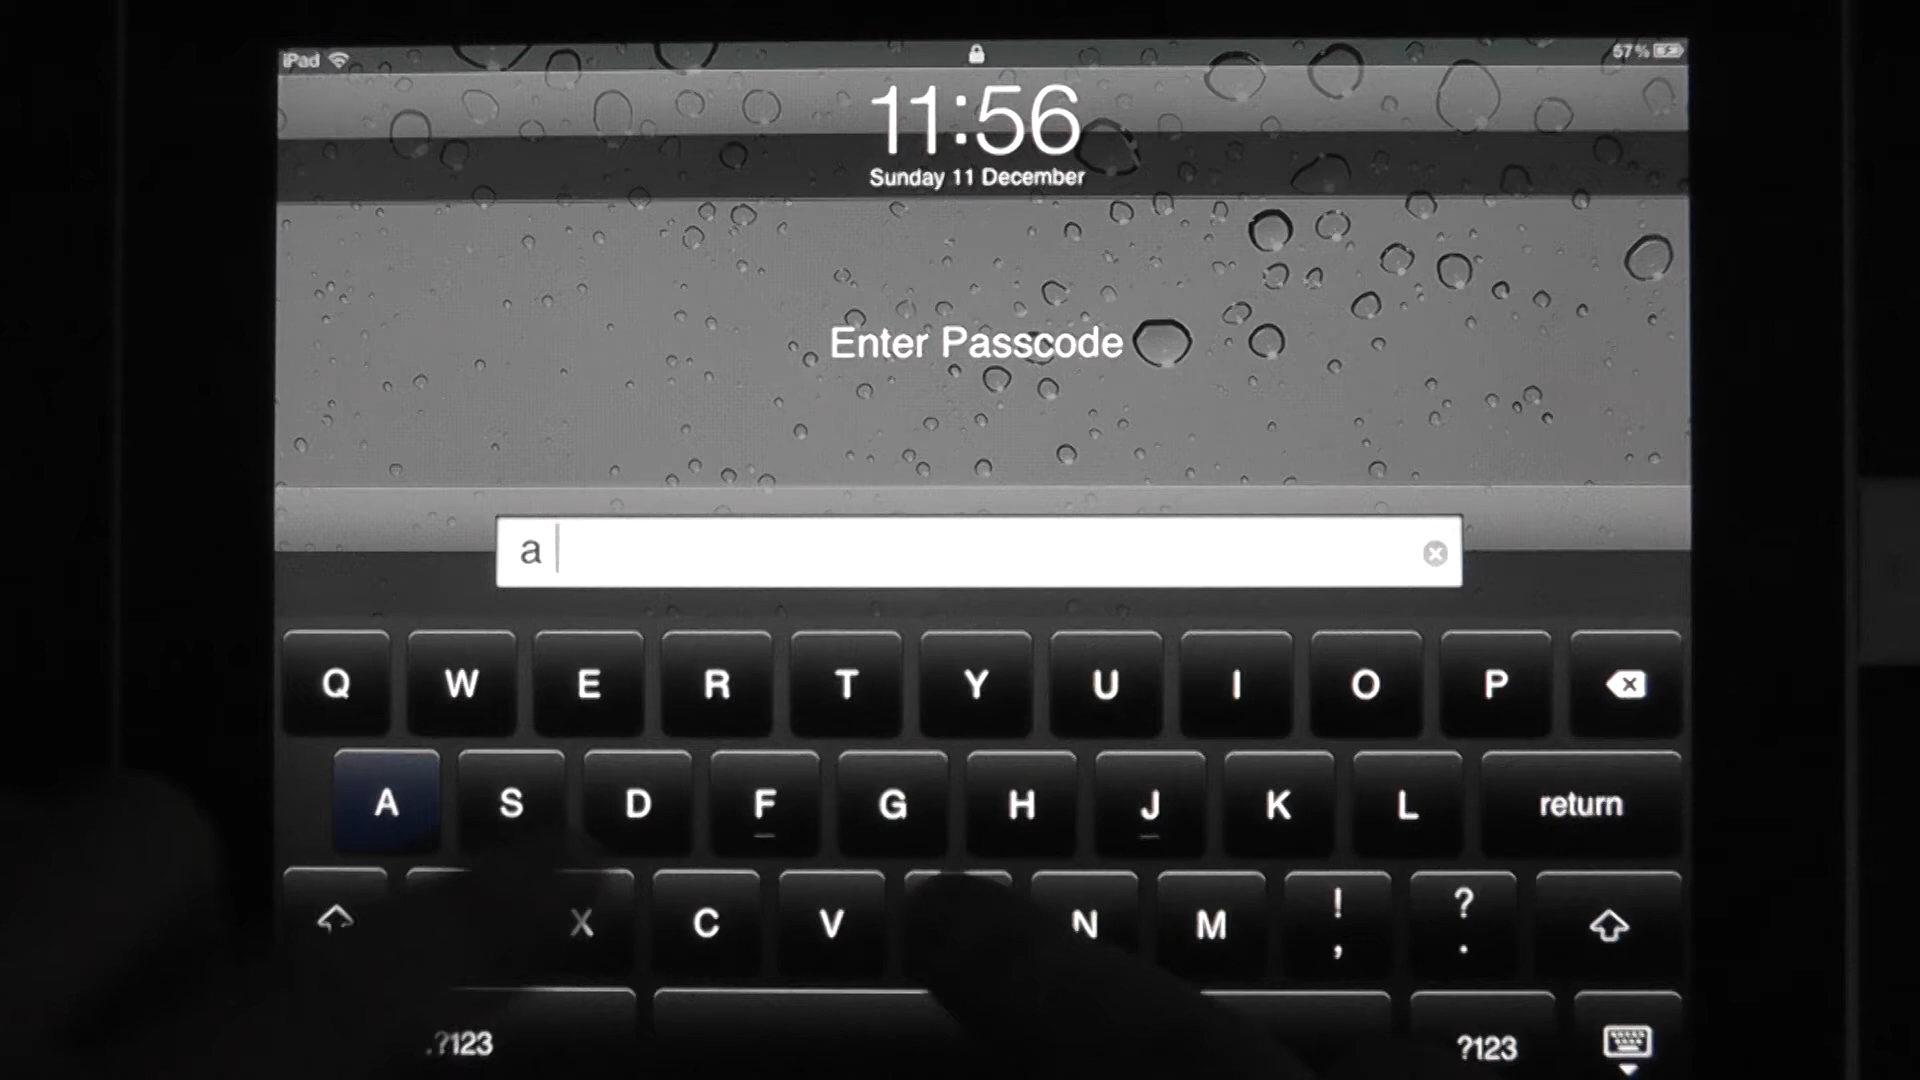 iPad 57%
11:56
Sunday 11 December
Enter Passcode
a
Q W E R T Y U I O P
A S D F G H J K L return
X C V N M ! , ? .
.?123 .?123